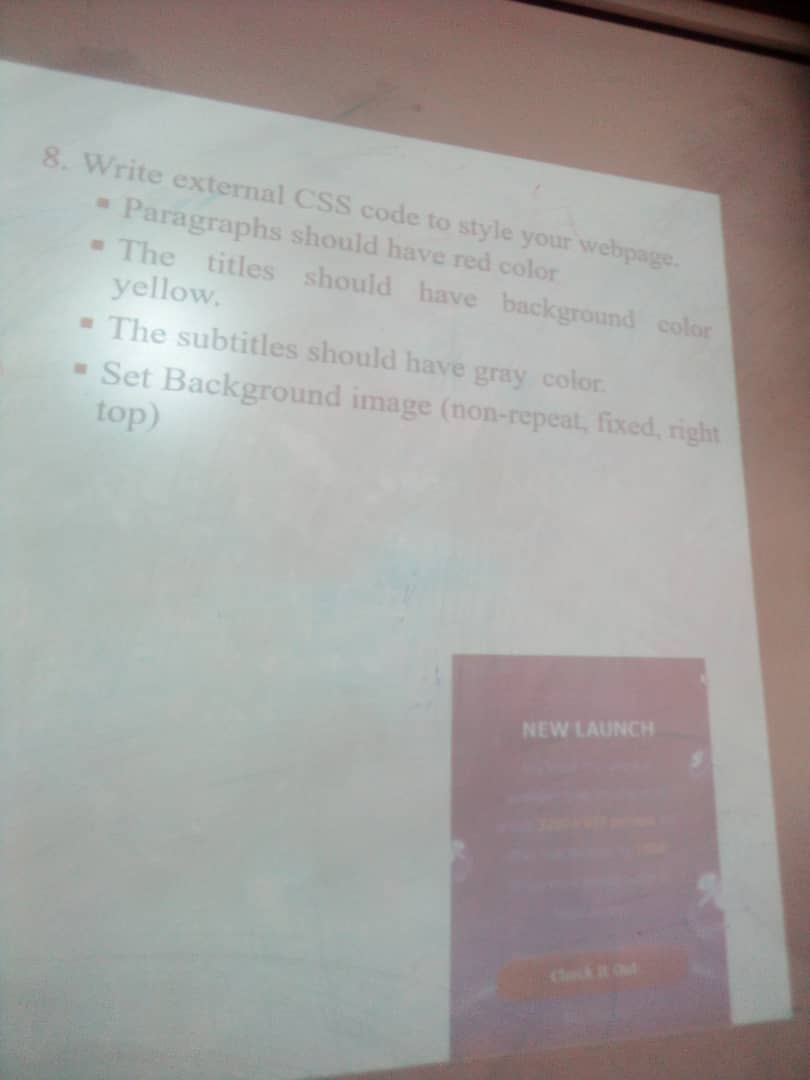 8. Write external CSS code to style your webpage.
▪ Paragraphs should have red color
▪ The titles should have background color
yellow.
▪ The subtitles should have gray color.
▪ Set Background image (non-repeat, fixed, right
top)
NEW LAUNCH
Check It Out